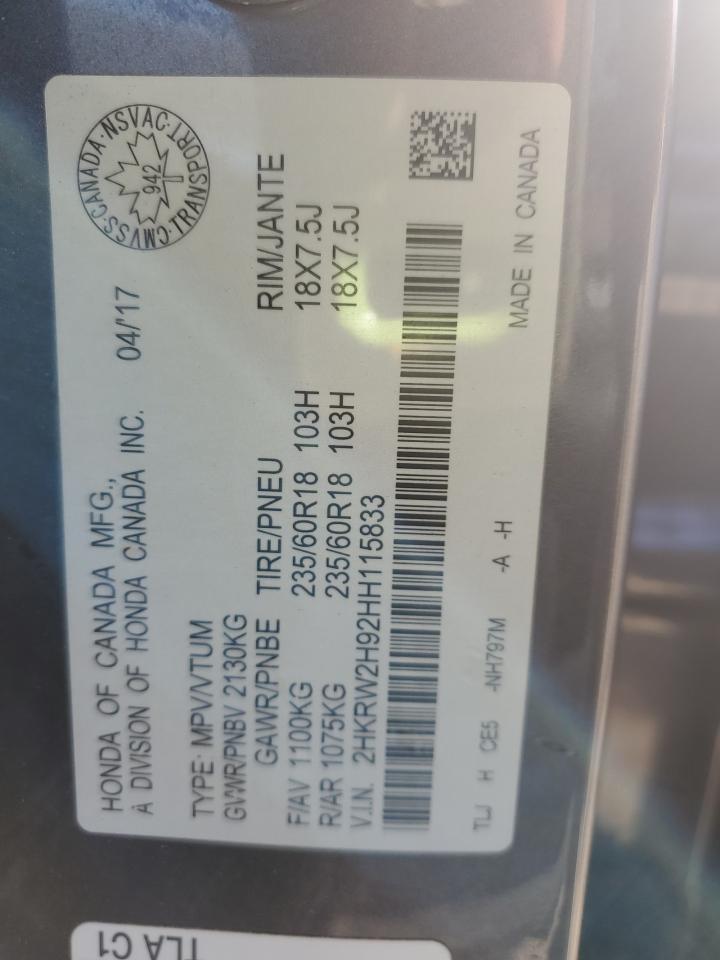 HONDA OF CANADA MFG., 04/'17
A DIVISION OF HONDA CANADA INC.
CMVSS·CANADA·NSVAC·TRANSPORT·
942
TYPE: MPV/VTUM
GVWR/PNBV 2130KG
GAWR/PNBE TIRE/PNEU RIM/JANTE
F/AV 1100KG 235/60R18 103H 18X7.5J
R/AR 1075KG 235/60R18 103H 18X7.5J
V.I.N. 2HKRW2H92HH115833
TLJ H CE5 -NH797M -A -H MADE IN CANADA
TLA C1